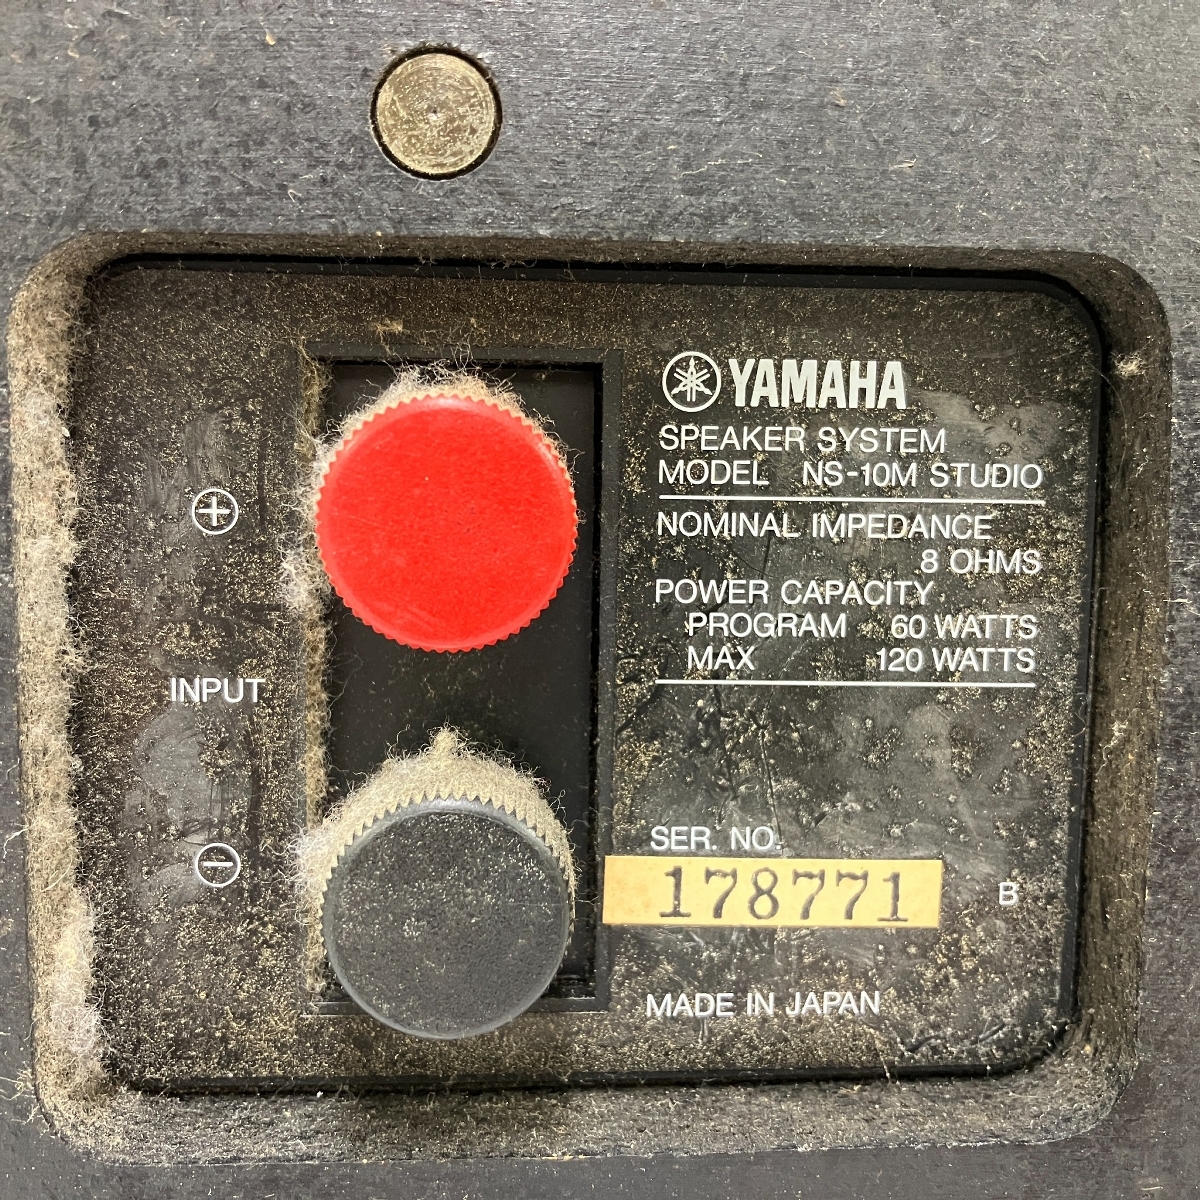 YAMAHA
SPEAKER SYSTEM
MODEL NS-10M STUDIO
NOMINAL IMPEDANCE
8 OHMS
POWER CAPACITY
PROGRAM 60 WATTS
MAX 120 WATTS
+
INPUT
−
SER. NO.
178771
B
MADE IN JAPAN